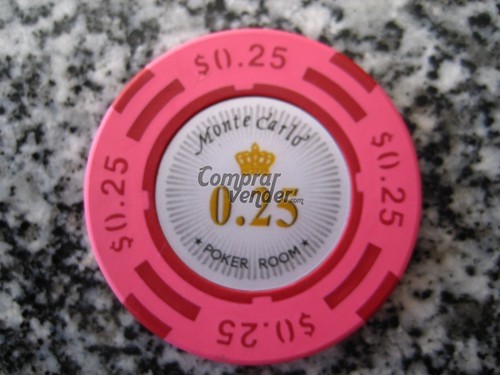 $0.25
Monte Carlo
Comprar
vender.com
0.25
★ POKER ROOM ★
$0.25
$0.25
$0.25